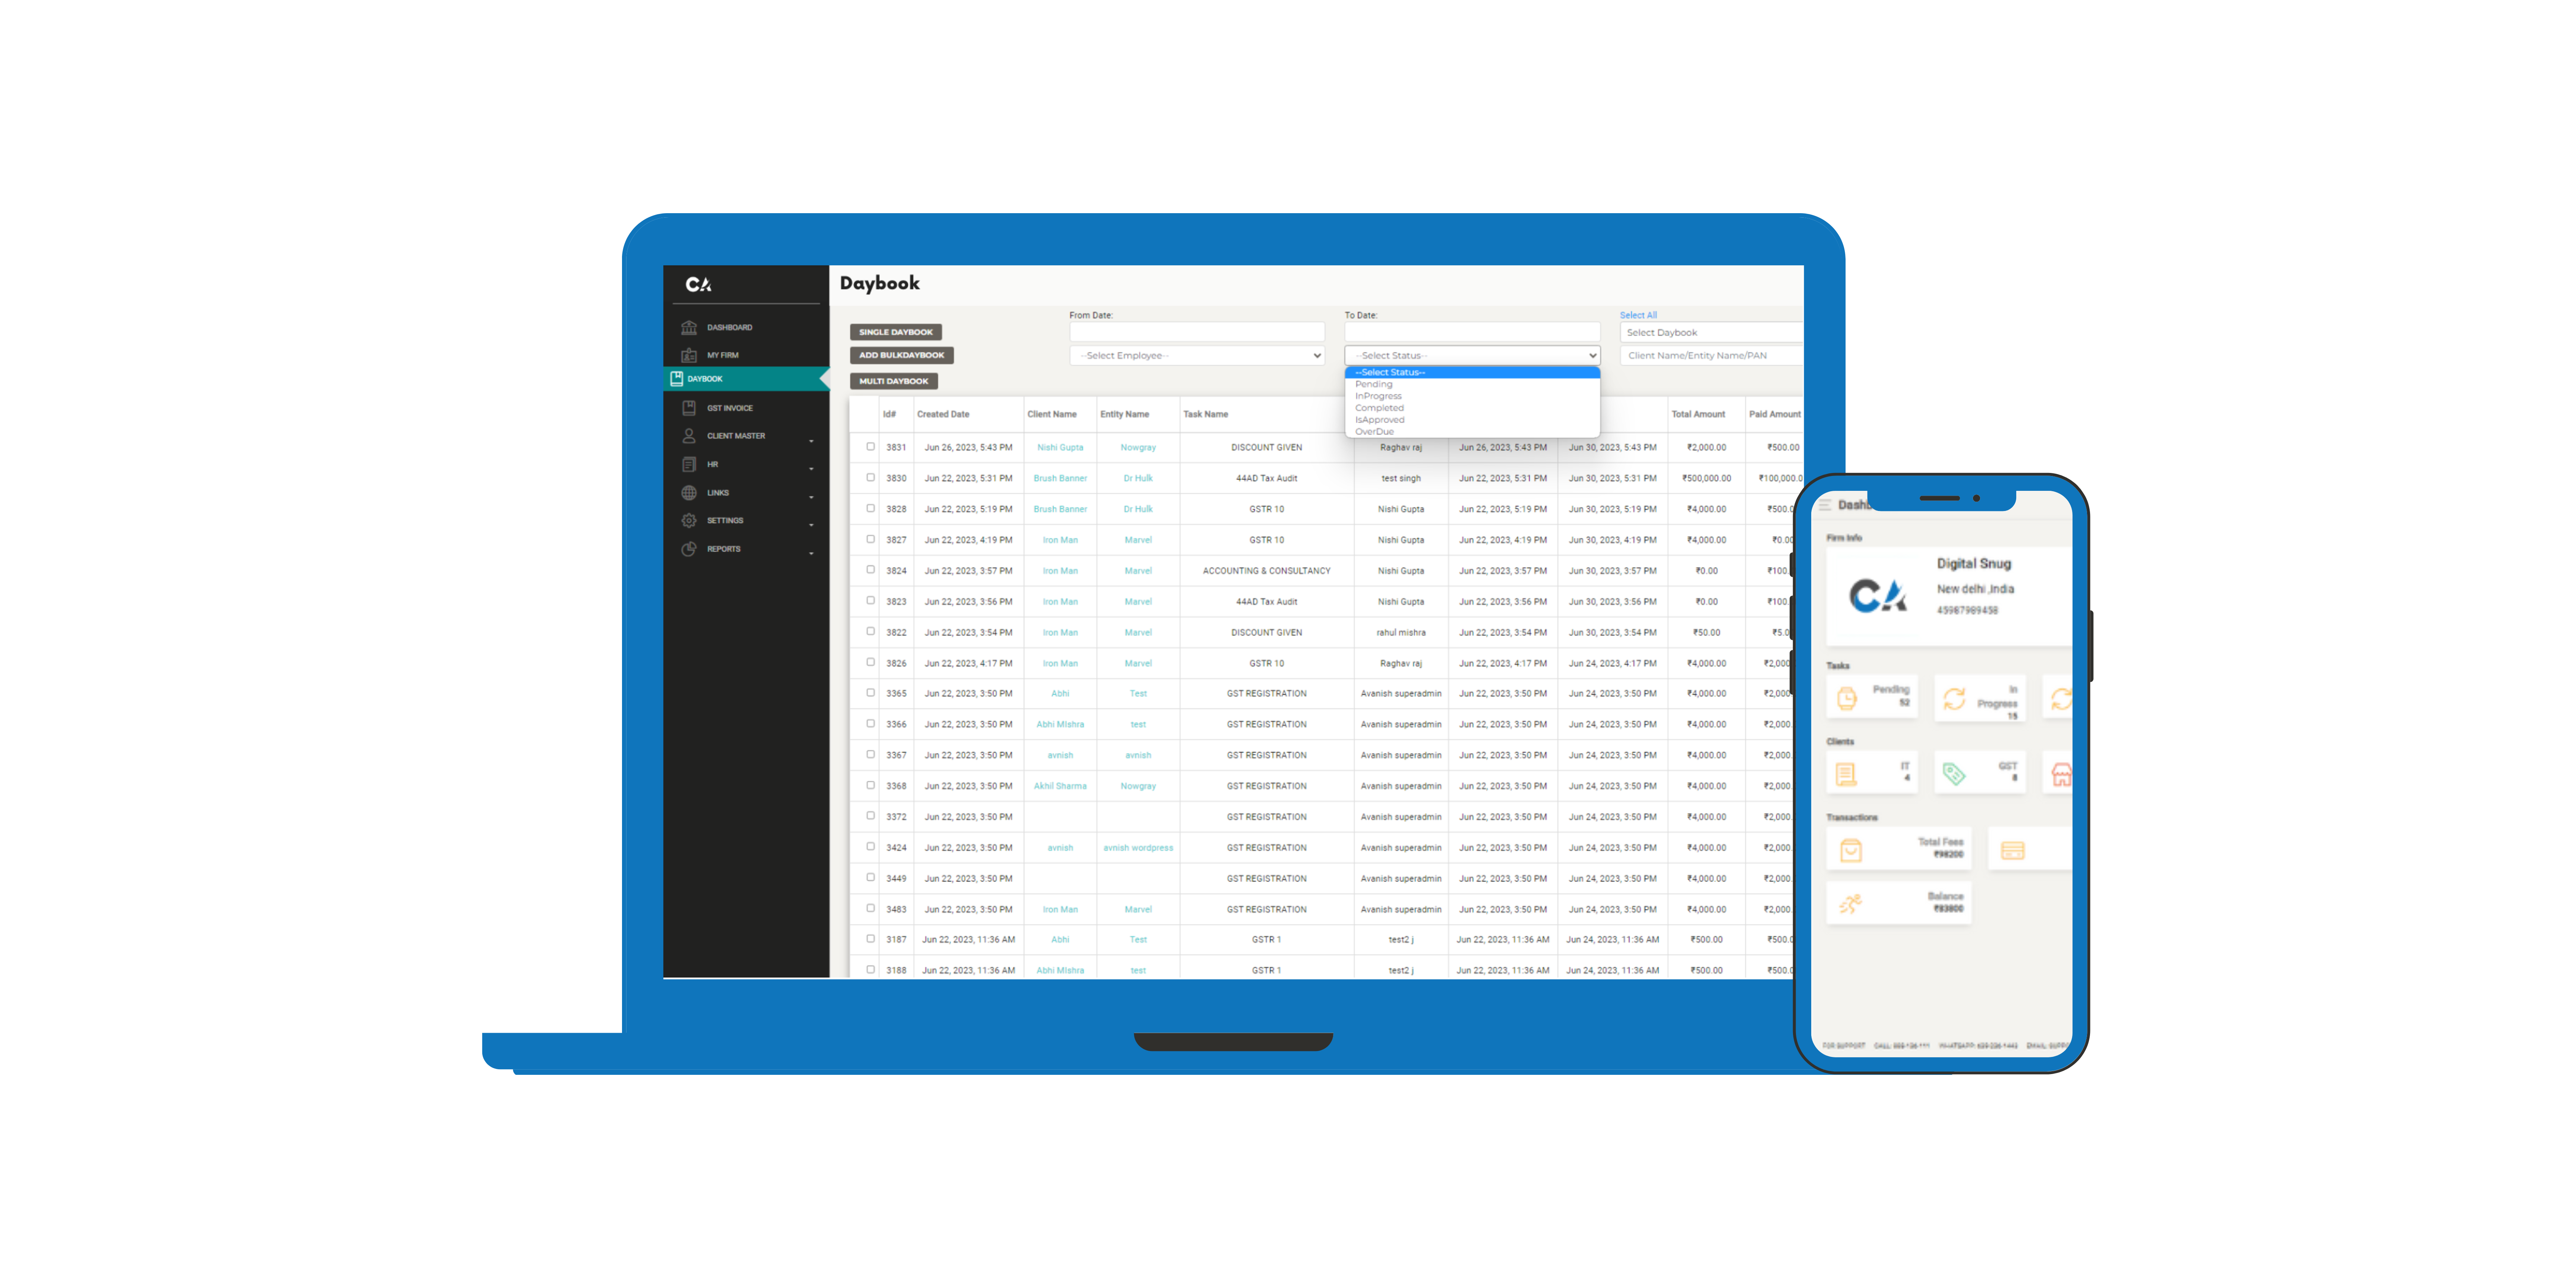 CA
DASHBOARD
MY FIRM
DAYBOOK
GST INVOICE
CLIENT MASTER
HR
LINKS
SETTINGS
REPORTS
Daybook
From Date: To Date: Select All
SINGLE DAYBOOK Select Daybook
ADD BULKDAYBOOK --Select Employee-- --Select Status-- Client Name/Entity Name/PAN
MULTI DAYBOOK
--Select Status--
Pending
InProgress
Completed
IsApproved
OverDue
Id# Created Date Client Name Entity Name Task Name Total Amount Paid Amount
3831 Jun 26, 2023, 5:43 PM Nishi Gupta Nowgray DISCOUNT GIVEN Raghav raj Jun 26, 2023, 5:43 PM Jun 30, 2023, 5:43 PM ₹2,000.00 ₹500.00
3830 Jun 22, 2023, 5:31 PM Brush Banner Dr Hulk 44AD Tax Audit test singh Jun 22, 2023, 5:31 PM Jun 30, 2023, 5:31 PM ₹500,000.00 ₹100,000.0
3828 Jun 22, 2023, 5:19 PM Brush Banner Dr Hulk GSTR 10 Nishi Gupta Jun 22, 2023, 5:19 PM Jun 30, 2023, 5:19 PM ₹4,000.00 ₹500.0
3827 Jun 22, 2023, 4:19 PM Iron Man Marvel GSTR 10 Nishi Gupta Jun 22, 2023, 4:19 PM Jun 30, 2023, 4:19 PM ₹4,000.00 ₹0.00
3824 Jun 22, 2023, 3:57 PM Iron Man Marvel ACCOUNTING & CONSULTANCY Nishi Gupta Jun 22, 2023, 3:57 PM Jun 30, 2023, 3:57 PM ₹0.00 ₹100.
3823 Jun 22, 2023, 3:56 PM Iron Man Marvel 44AD Tax Audit Nishi Gupta Jun 22, 2023, 3:56 PM Jun 30, 2023, 3:56 PM ₹0.00 ₹100.
3822 Jun 22, 2023, 3:54 PM Iron Man Marvel DISCOUNT GIVEN rahul mishra Jun 22, 2023, 3:54 PM Jun 30, 2023, 3:54 PM ₹50.00 ₹5.0
3826 Jun 22, 2023, 4:17 PM Iron Man Marvel GSTR 10 Raghav raj Jun 22, 2023, 4:17 PM Jun 24, 2023, 4:17 PM ₹4,000.00 ₹2,000
3365 Jun 22, 2023, 3:50 PM Abhi Test GST REGISTRATION Avanish superadmin Jun 22, 2023, 3:50 PM Jun 24, 2023, 3:50 PM ₹4,000.00 ₹2,000
3366 Jun 22, 2023, 3:50 PM Abhi MIshra test GST REGISTRATION Avanish superadmin Jun 22, 2023, 3:50 PM Jun 24, 2023, 3:50 PM ₹4,000.00 ₹2,000.
3367 Jun 22, 2023, 3:50 PM avnish avnish GST REGISTRATION Avanish superadmin Jun 22, 2023, 3:50 PM Jun 24, 2023, 3:50 PM ₹4,000.00 ₹2,000.
3368 Jun 22, 2023, 3:50 PM Akhil Sharma Nowgray GST REGISTRATION Avanish superadmin Jun 22, 2023, 3:50 PM Jun 24, 2023, 3:50 PM ₹4,000.00 ₹2,000.
3372 Jun 22, 2023, 3:50 PM GST REGISTRATION Avanish superadmin Jun 22, 2023, 3:50 PM Jun 24, 2023, 3:50 PM ₹4,000.00 ₹2,000.
3424 Jun 22, 2023, 3:50 PM avnish avnish wordpress GST REGISTRATION Avanish superadmin Jun 22, 2023, 3:50 PM Jun 24, 2023, 3:50 PM ₹4,000.00 ₹2,000.
3449 Jun 22, 2023, 3:50 PM GST REGISTRATION Avanish superadmin Jun 22, 2023, 3:50 PM Jun 24, 2023, 3:50 PM ₹4,000.00 ₹2,000.
3483 Jun 22, 2023, 3:50 PM Iron Man Marvel GST REGISTRATION Avanish superadmin Jun 22, 2023, 3:50 PM Jun 24, 2023, 3:50 PM ₹4,000.00 ₹2,000.
3187 Jun 22, 2023, 11:36 AM Abhi Test GSTR 1 test2 j Jun 22, 2023, 11:36 AM Jun 24, 2023, 11:36 AM ₹500.00 ₹500.0
3188 Jun 22, 2023, 11:36 AM Abhi MIshra test GSTR 1 test2 j Jun 22, 2023, 11:36 AM Jun 24, 2023, 11:36 AM ₹500.00 ₹500.0
Dashb
Firm Info
CA
Digital Snug
New delhi ,India
45987989458
Tasks
Pending
52
In
Progress
15
Clients
IT
4
GST
8
Transactions
Total Fees
₹98200
Balance
₹83800
FOR SUPPORT CALL: WHATSAPP: EMAIL: